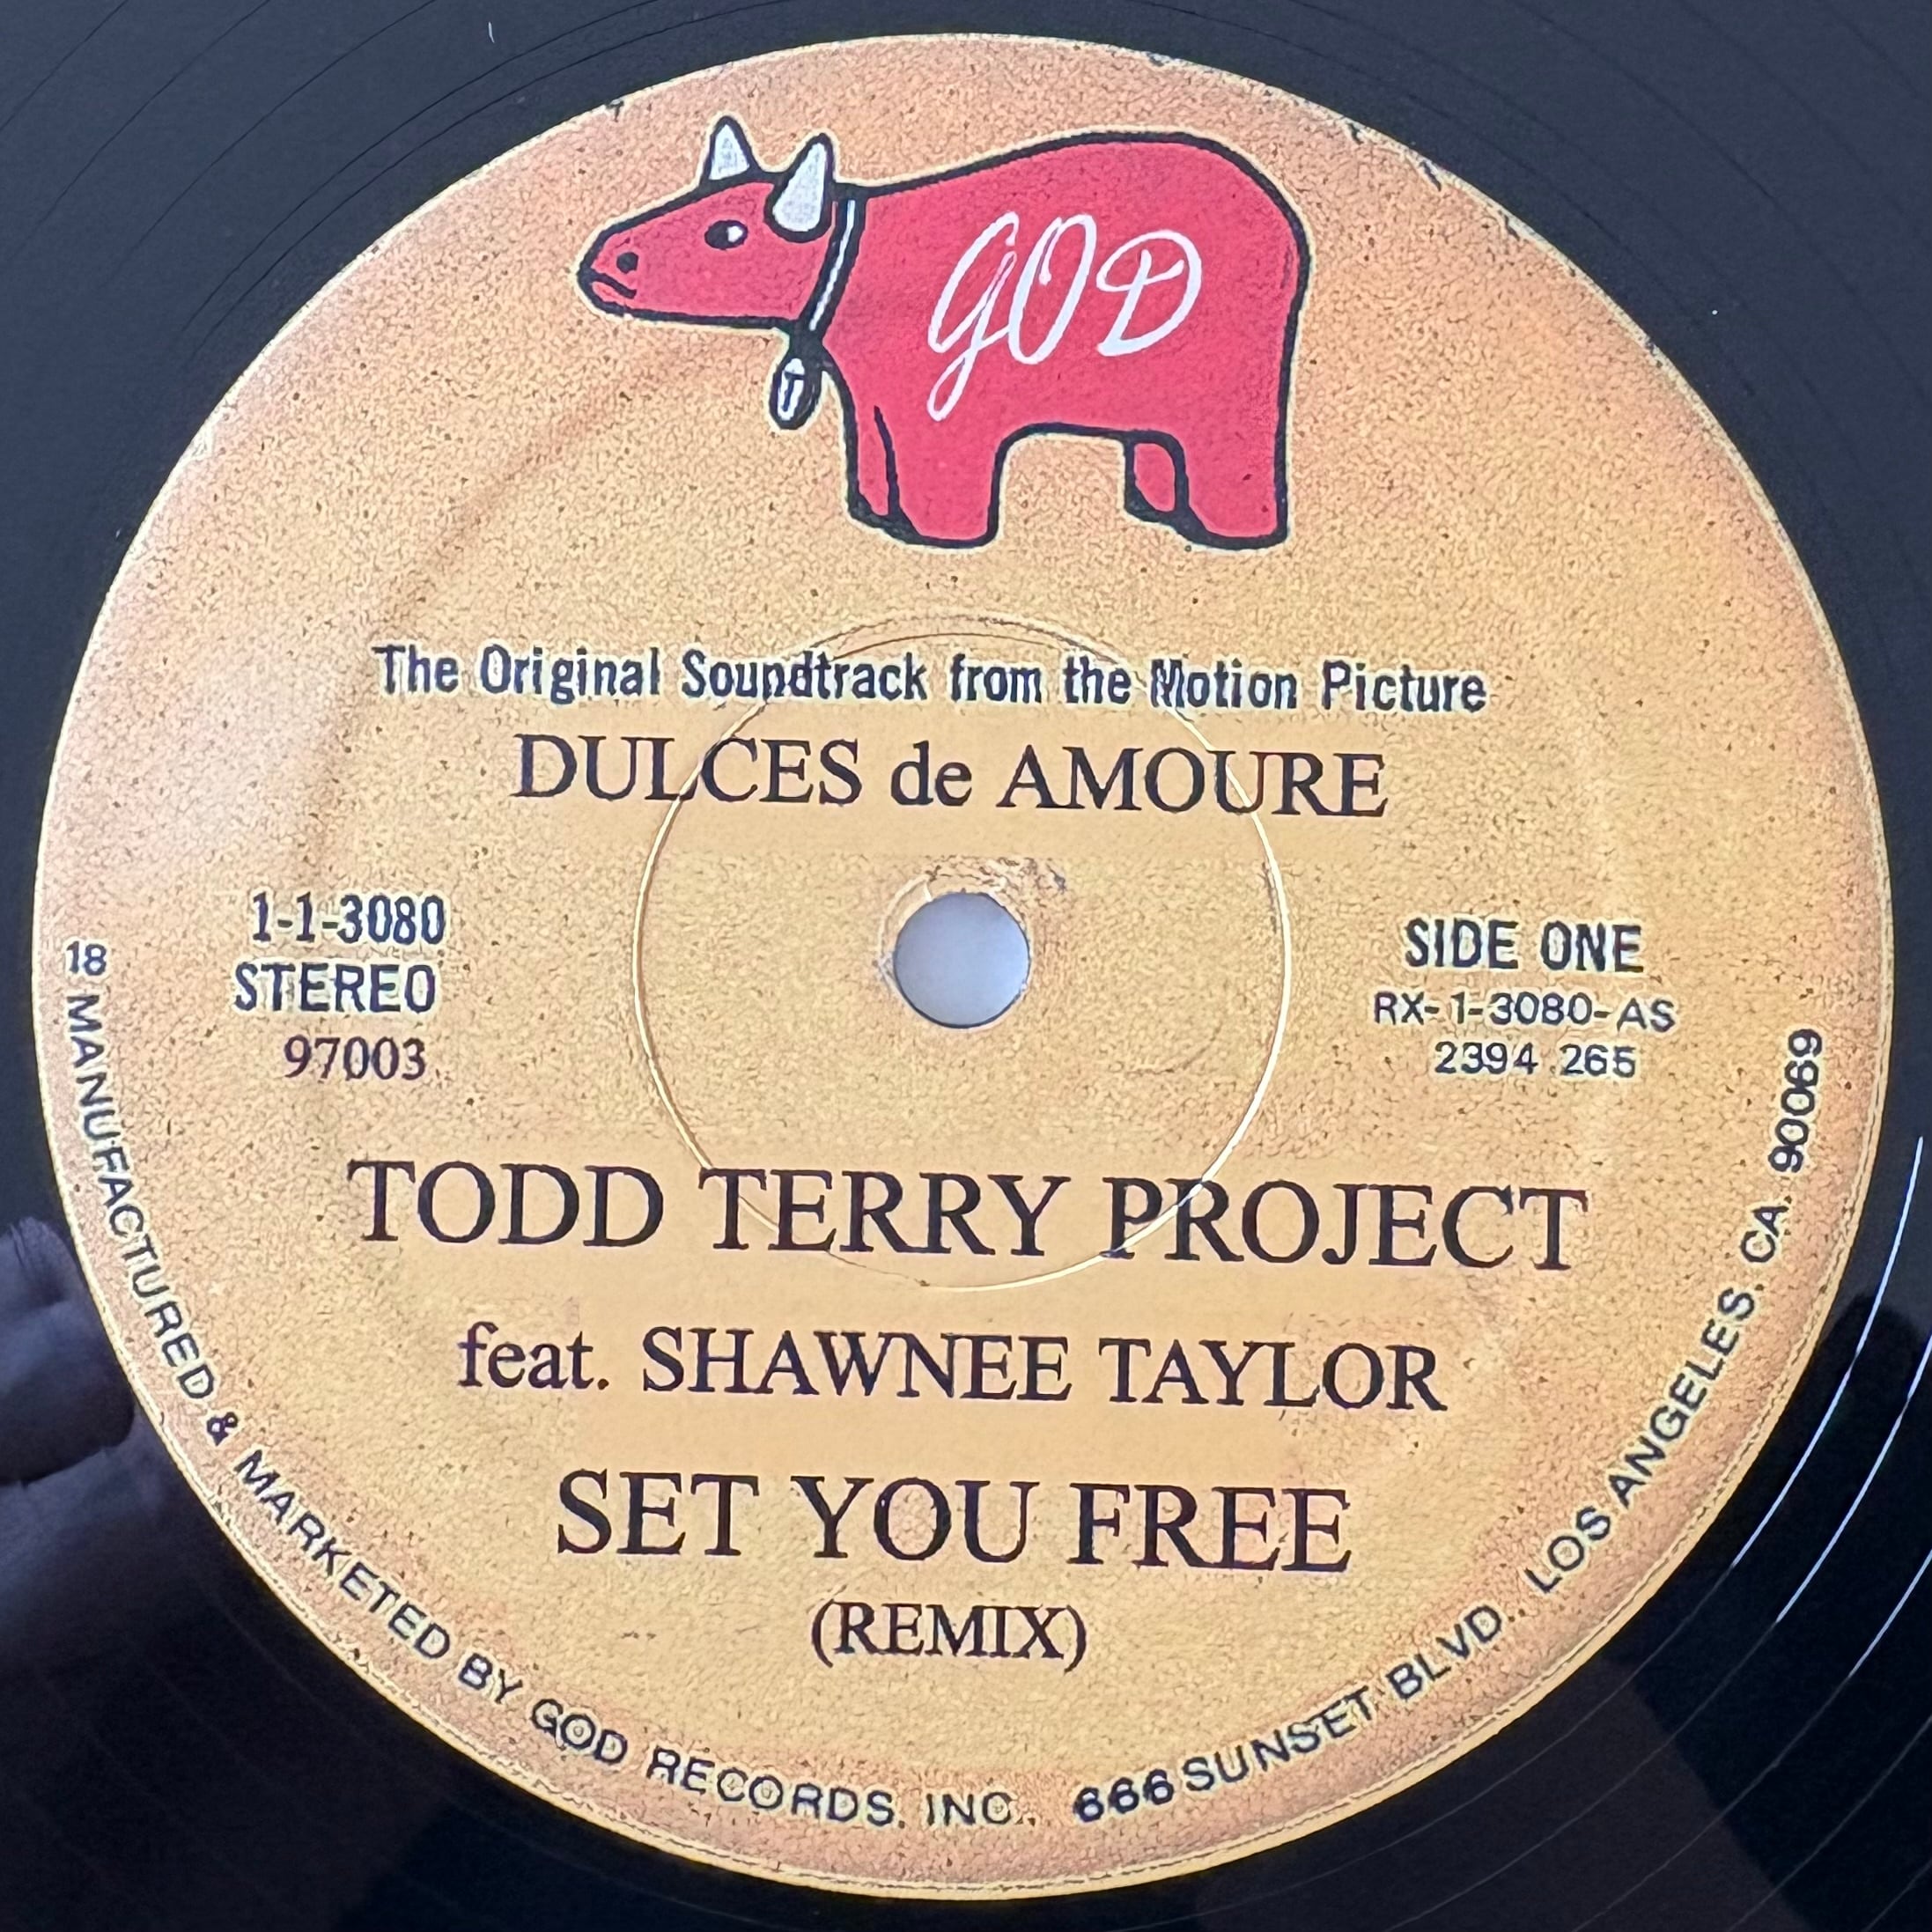 GOD
T
The Original Soundtrack from the Motion Picture
DULCES de AMOURE
1-1-3080
STEREO
97003
SIDE ONE
RX-1-3080-AS
2394 265
TODD TERRY PROJECT
feat. SHAWNEE TAYLOR
SET YOU FREE
(REMIX)
18 MANUFACTURED & MARKETED BY GOD RECORDS, INC., 666 SUNSET BLVD., LOS ANGELES, CA. 90069